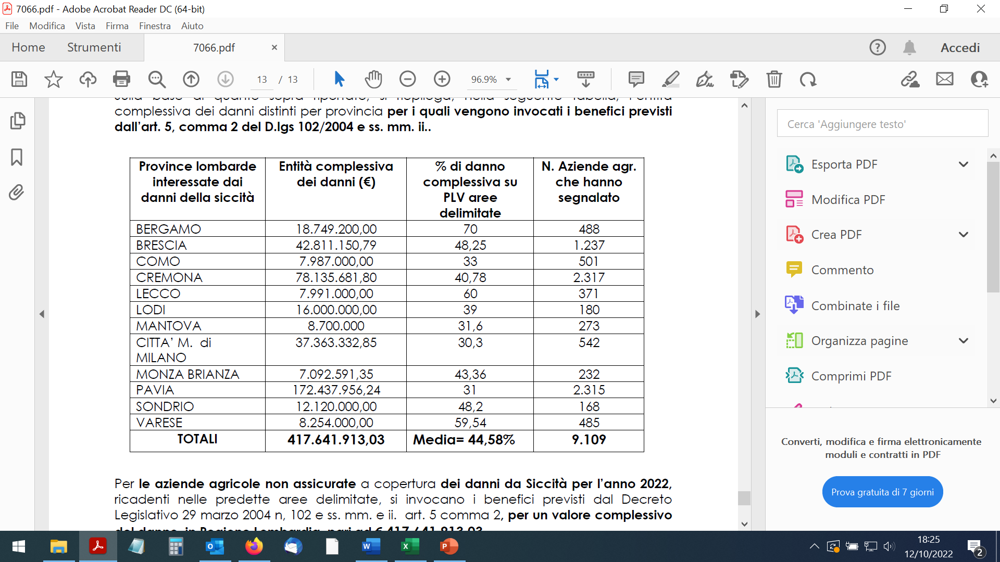 7066.pdf - Adobe Acrobat Reader DC (64-bit)
File Modifica Vista Firma Finestra Aiuto
Home Strumenti 7066.pdf × Accedi
13 / 13 96.9%
complessiva dei danni distinti per provincia per i quali vengono invocati i benefici previsti
dall'art. 5, comma 2 del D.lgs 102/2004 e ss. mm. ii..
Province lombarde interessate dai danni della siccità | Entità complessiva dei danni (€) | % di danno complessiva su PLV aree delimitate | N. Aziende agr. che hanno segnalato
BERGAMO 18.749.200,00 70 488
BRESCIA 42.811.150,79 48,25 1.237
COMO 7.987.000,00 33 501
CREMONA 78.135.681,80 40,78 2.317
LECCO 7.991.000,00 60 371
LODI 16.000.000,00 39 180
MANTOVA 8.700.000 31,6 273
CITTA' M. di MILANO 37.363.332,85 30,3 542
MONZA BRIANZA 7.092.591,35 43,36 232
PAVIA 172.437.956,24 31 2.315
SONDRIO 12.120.000,00 48,2 168
VARESE 8.254.000,00 59,54 485
TOTALI 417.641.913,03 Media= 44,58% 9.109
Per le aziende agricole non assicurate a copertura dei danni da Siccità per l'anno 2022,
ricadenti nelle predette aree delimitate, si invocano i benefici previsti dal Decreto
Legislativo 29 marzo 2004 n, 102 e ss. mm. e ii. art. 5 comma 2, per un valore complessivo
Cerca 'Aggiungere testo'
Esporta PDF
Modifica PDF
Crea PDF
Commento
Combinate i file
Organizza pagine
Comprimi PDF
Converti, modifica e firma elettronicamente
moduli e contratti in PDF
Prova gratuita di 7 giorni
18:25
12/10/2022
2